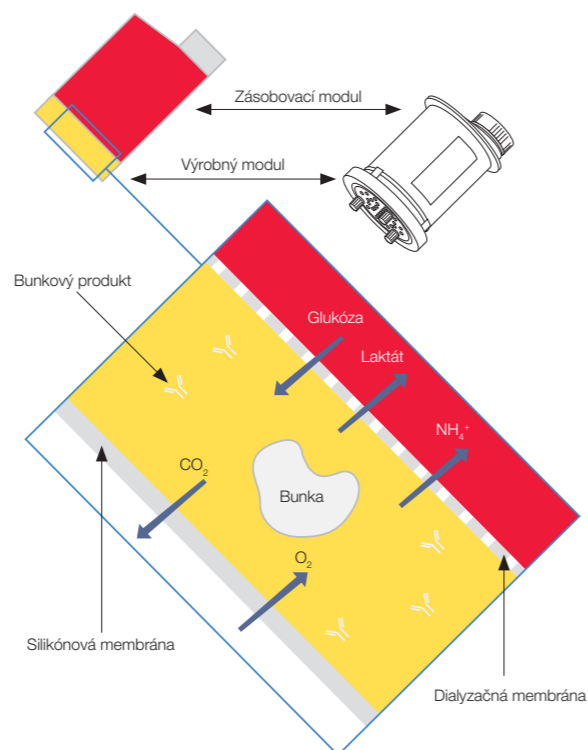 Zásobovací modul
Výrobný modul
Bunkový produkt
Glukóza
Laktát
NH₄⁺
CO₂
Bunka
O₂
Silikónová membrána
Dialyzačná membrána